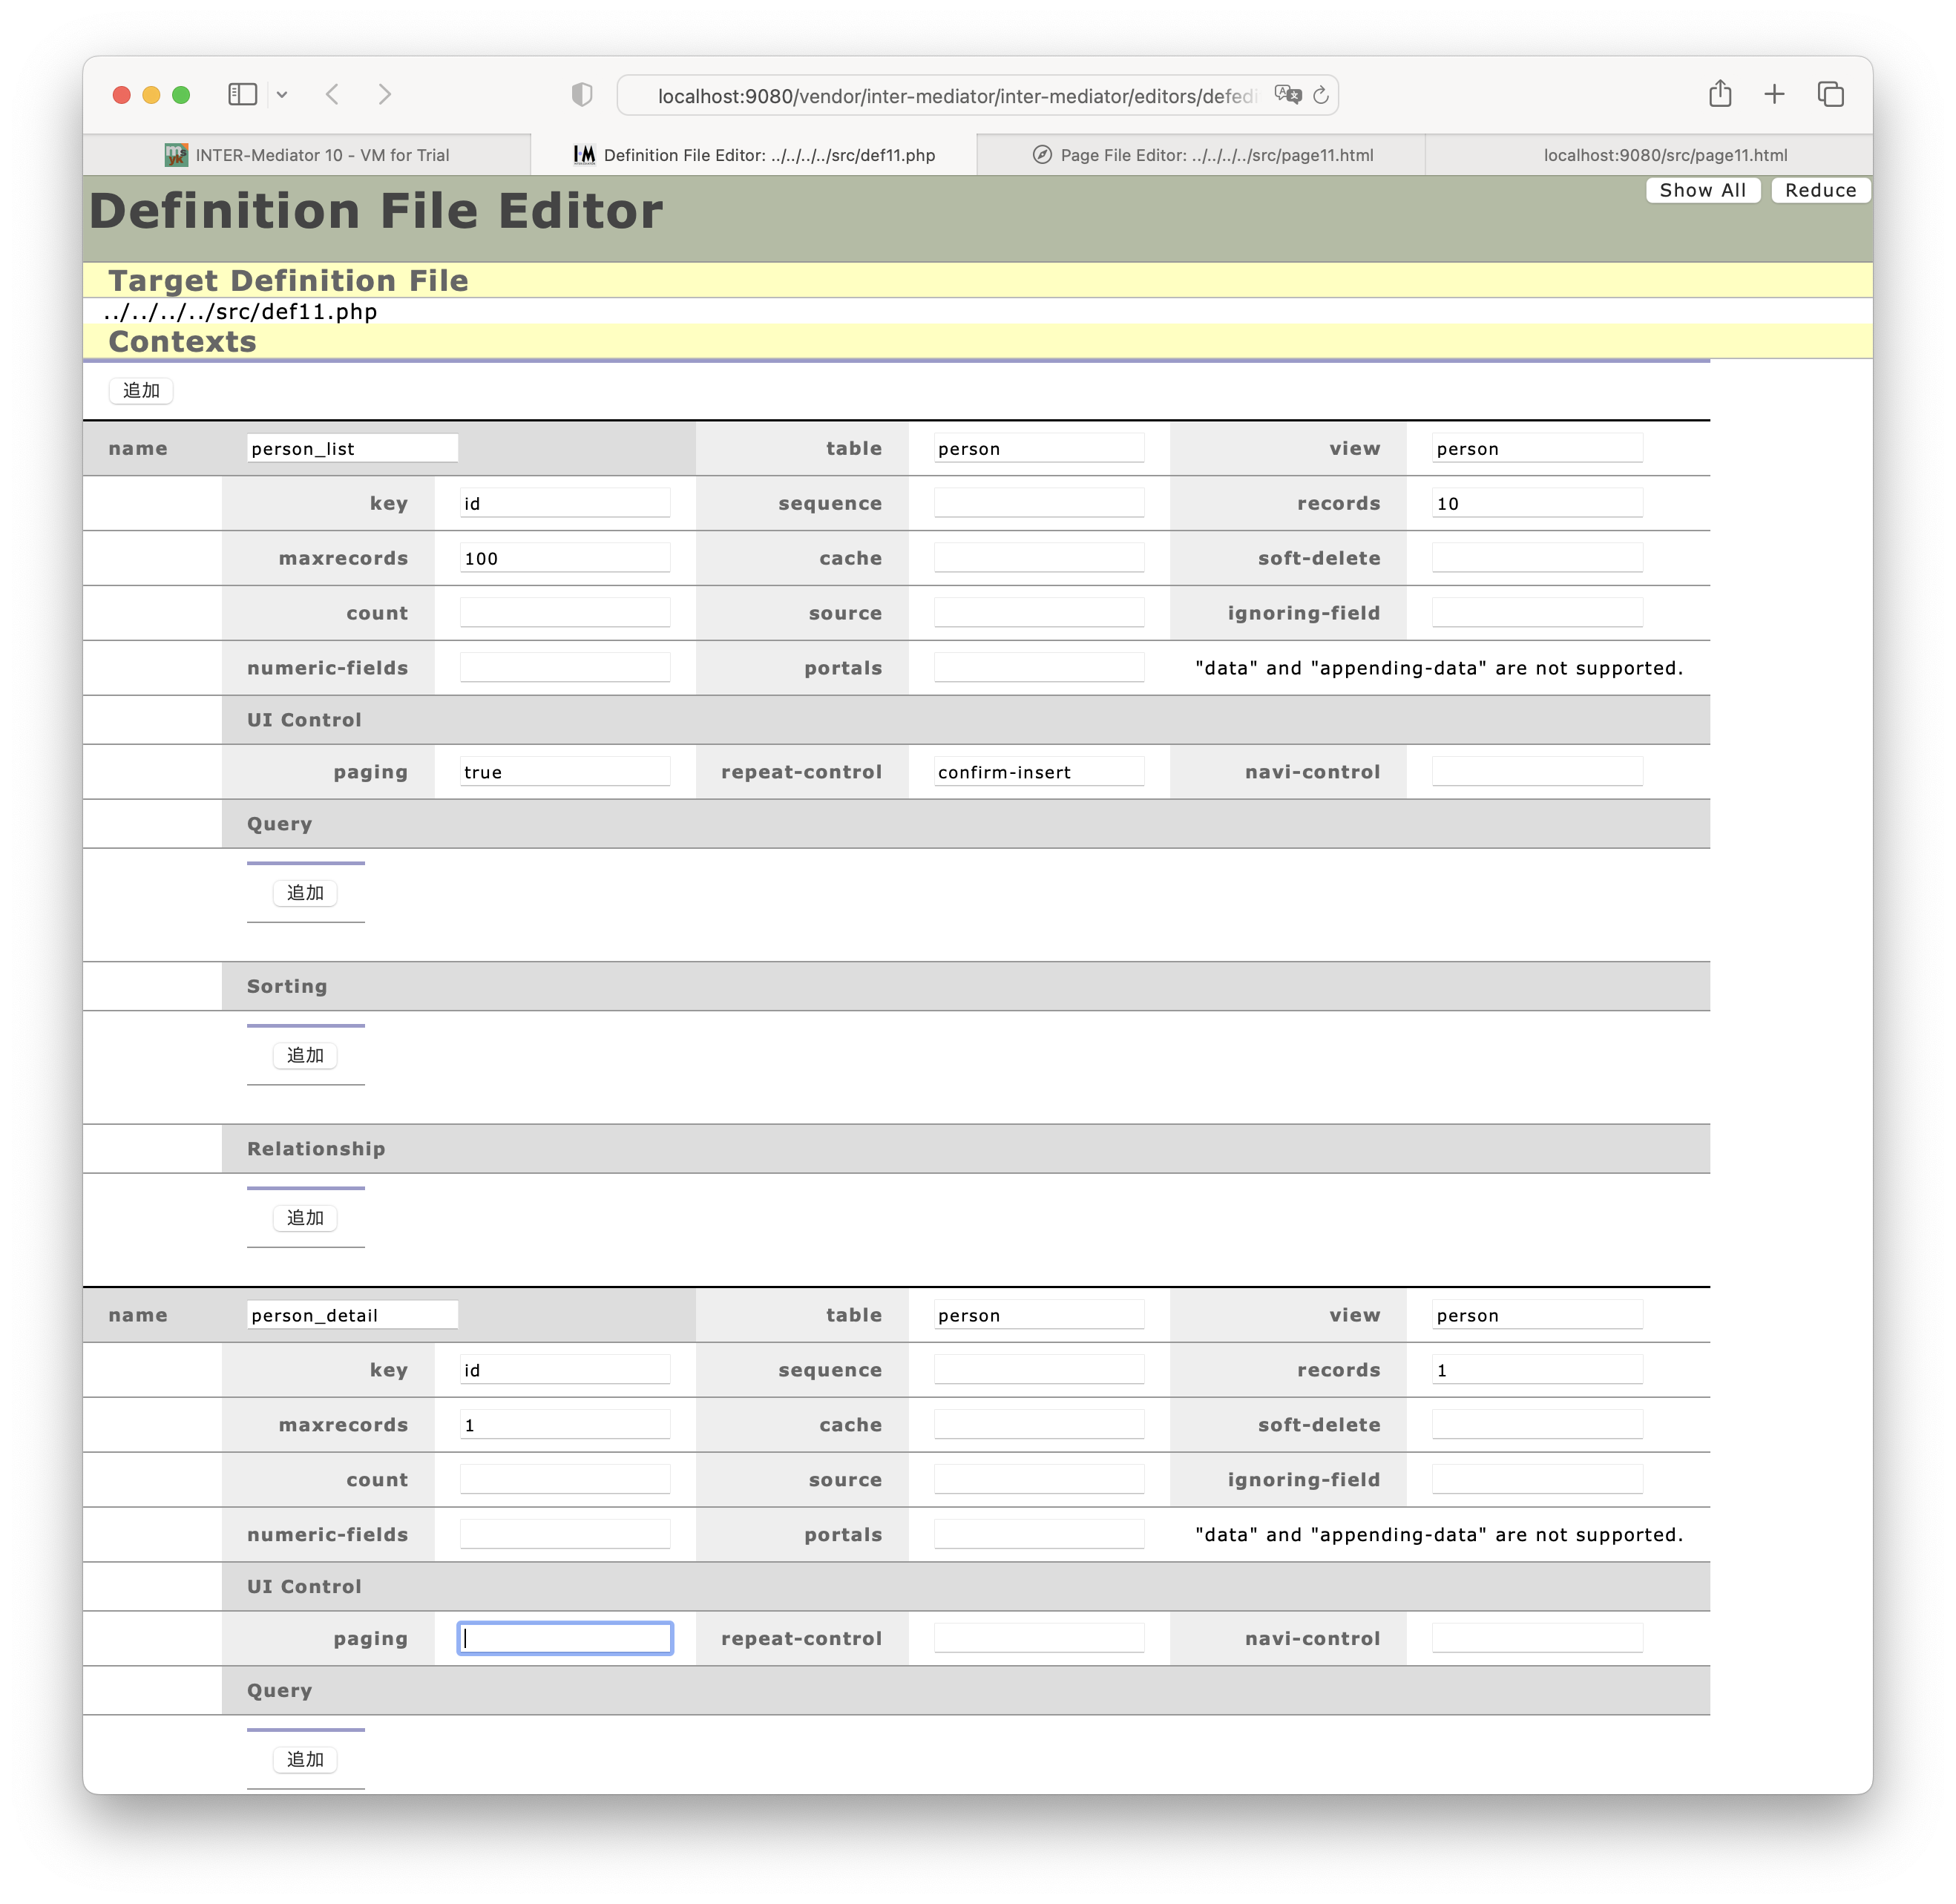 localhost:9080/vendor/inter-mediator/inter-mediator/editors/defedi
INTER-Mediator 10 - VM for Trial
Definition File Editor: ../../../../src/def11.php
Page File Editor: ../../../../src/page11.html
localhost:9080/src/page11.html
Show All Reduce
Definition File Editor
Target Definition File
../../../../src/def11.php
Contexts
追加
name person_list table person view person
key id sequence records 10
maxrecords 100 cache soft-delete
count source ignoring-field
numeric-fields portals "data" and "appending-data" are not supported.
UI Control
paging true repeat-control confirm-insert navi-control
Query
追加
Sorting
追加
Relationship
追加
name person_detail table person view person
key id sequence records 1
maxrecords 1 cache soft-delete
count source ignoring-field
numeric-fields portals "data" and "appending-data" are not supported.
UI Control
paging repeat-control navi-control
Query
追加